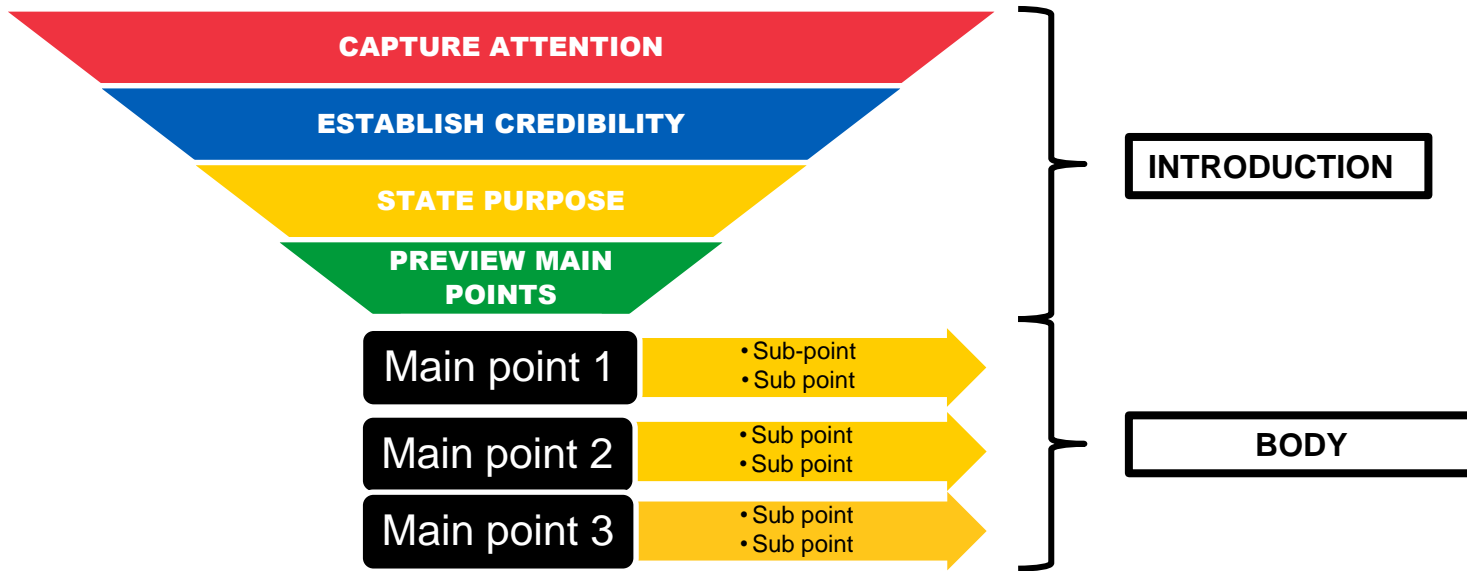 CAPTURE ATTENTION
ESTABLISH CREDIBILITY
STATE PURPOSE
PREVIEW MAIN
POINTS
INTRODUCTION
Main point 1
• Sub-point
• Sub point
Main point 2
• Sub point
• Sub point
Main point 3
• Sub point
• Sub point
BODY